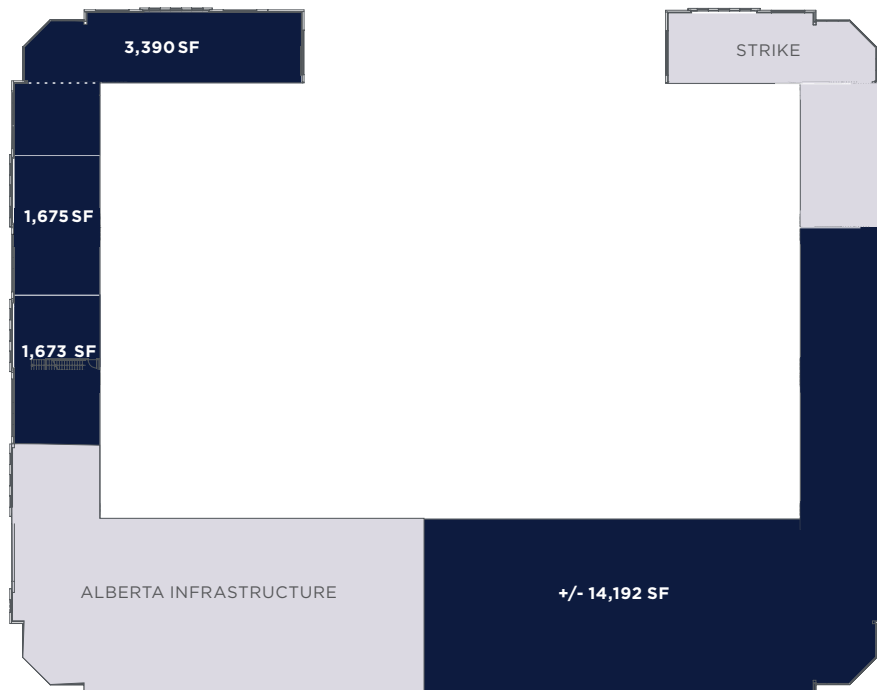 3,390 SF
STRIKE
1,675 SF
1,673 SF
ALBERTA INFRASTRUCTURE
+/- 14,192 SF